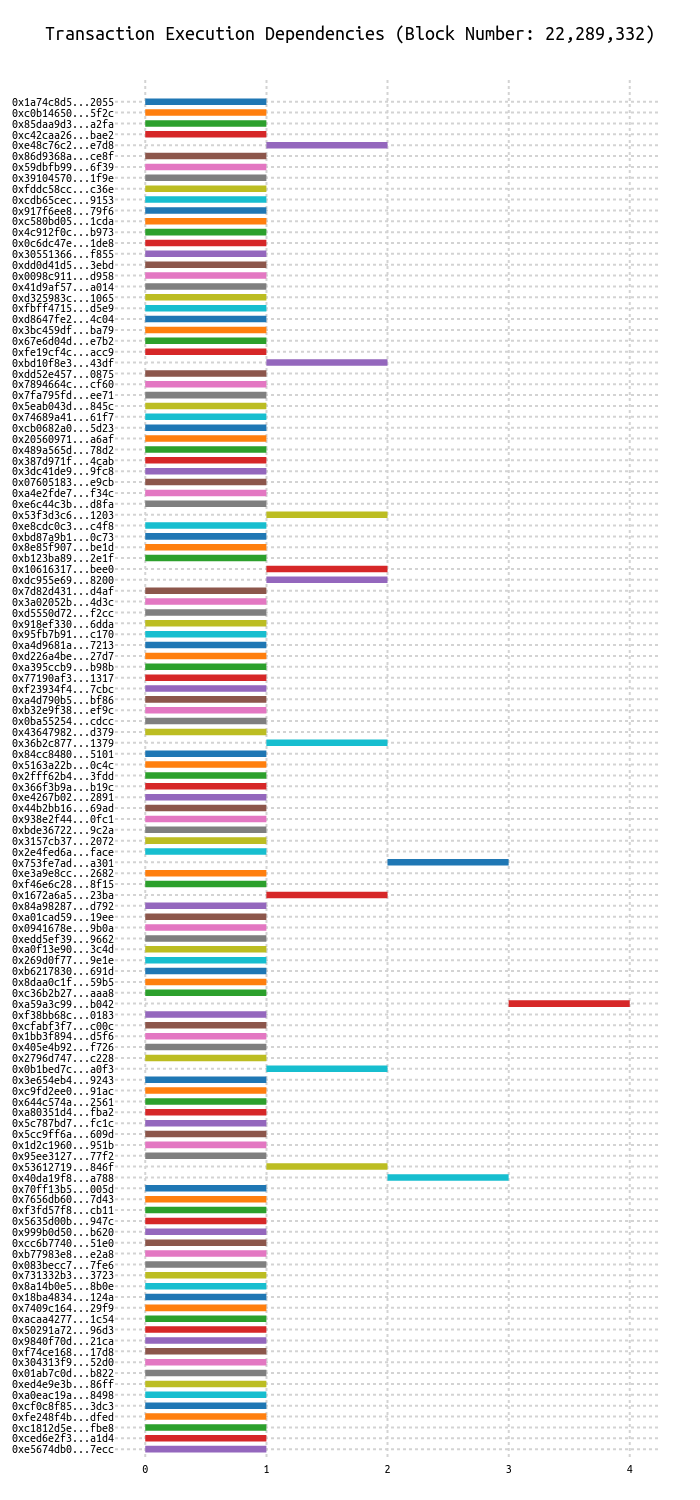 Transaction Execution Dependencies (Block Number: 22,289,332)
0x1a74c8d5...2055
0xc0b14650...5f2c
0x85daa9d3...a2fa
0xc42caa26...bae2
0xe48c76c2...e7d8
0x86d9368a...ce8f
0x59dbfb99...6f39
0x39104570...1f9e
0xfddc58cc...c36e
0xcdb65cec...9153
0x917f6ee8...79f6
0xc580bd05...1cda
0x4c912f0c...b973
0x0c6dc47e...1de8
0x30551366...f855
0xdd0d41d5...3ebd
0x0098c911...d958
0x41d9af57...a014
0xd325983c...1065
0xfbff4715...d5e9
0xd8647fe2...4c04
0x3bc459df...ba79
0x67e6d04d...e7b2
0xfe19cf4c...acc9
0xbd10f8e3...43df
0xdd52e457...0875
0x7894664c...cf60
0x7fa795fd...ee71
0x5eab043d...845c
0x74689a41...61f7
0xcb0682a0...5d23
0x20560971...a6af
0x489a565d...78d2
0x387d971f...4cab
0x3dc41de9...9fc8
0x07605183...e9cb
0xa4e2fde7...f34c
0xe6c44c3b...d8fa
0x53f3d3c6...1203
0xe8cdc0c3...c4f8
0xbd87a9b1...0c73
0x8e85f907...be1d
0xb123ba89...2e1f
0x10616317...bee0
0xdc955e69...8200
0x7d82d431...d4af
0x3a02052b...4d3c
0xd5550d72...f2cc
0x918ef330...6dda
0x95fb7b91...c170
0xa4d9681a...7213
0xd226a4be...27d7
0xa395ccb9...b98b
0x77190af3...1317
0xf23934f4...7cbc
0xa4d790b5...bf86
0xb32e9f38...ef9c
0x0ba55254...cdcc
0x43647982...d379
0x36b2c877...1379
0x84cc8480...5101
0x5163a22b...0c4c
0x2fff62b4...3fdd
0x366f3b9a...b19c
0xe4267b02...2891
0x44b2bb16...69ad
0x938e2f44...0fc1
0xbde36722...9c2a
0x3157cb37...2072
0x2e4fed6a...face
0x753fe7ad...a301
0xe3a9e8cc...2682
0xf46e6c28...8f15
0x1672a6a5...23ba
0x84a98287...d792
0xa01cad59...19ee
0x0941678e...9b0a
0xedd5ef39...9662
0xa0f13e90...3c4d
0x269d0f77...9e1e
0xb6217830...691d
0x8daa0c1f...59b5
0xc36b2b27...aaa8
0xa59a3c99...b042
0xf38bb68c...0183
0xcfabf3f7...c00c
0x1bb3f894...d5f6
0x405e4b92...f726
0x2796d747...c228
0x0b1bed7c...a0f3
0x3e654eb4...9243
0xc9fd2ee0...91ac
0x644c574a...2561
0xa80351d4...fba2
0x5c787bd7...fc1c
0x5cc9ff6a...609d
0x1d2c1960...951b
0x95ee3127...77f2
0x53612719...846f
0x40da19f8...a788
0x70ff13b5...005d
0x7656db60...7d43
0xf3fd57f8...cb11
0x5635d00b...947c
0x999b0d50...b620
0xcc6b7740...51e0
0xb77983e8...e2a8
0x083becc7...7fe6
0x731332b3...3723
0x8a14b0e5...8b0e
0x18ba4834...124a
0x7409c164...29f9
0xacaa4277...1c54
0x50291a72...96d3
0x9840f70d...21ca
0xf74ce168...17d8
0x304313f9...52d0
0x01ab7c0d...b822
0xed4e9e3b...86ff
0xa0eac19a...8498
0xcf0c8f85...3dc3
0xfe248f4b...dfed
0xc1812d5e...fbe8
0xced6e2f3...a1d4
0xe5674db0...7ecc
0 1 2 3 4